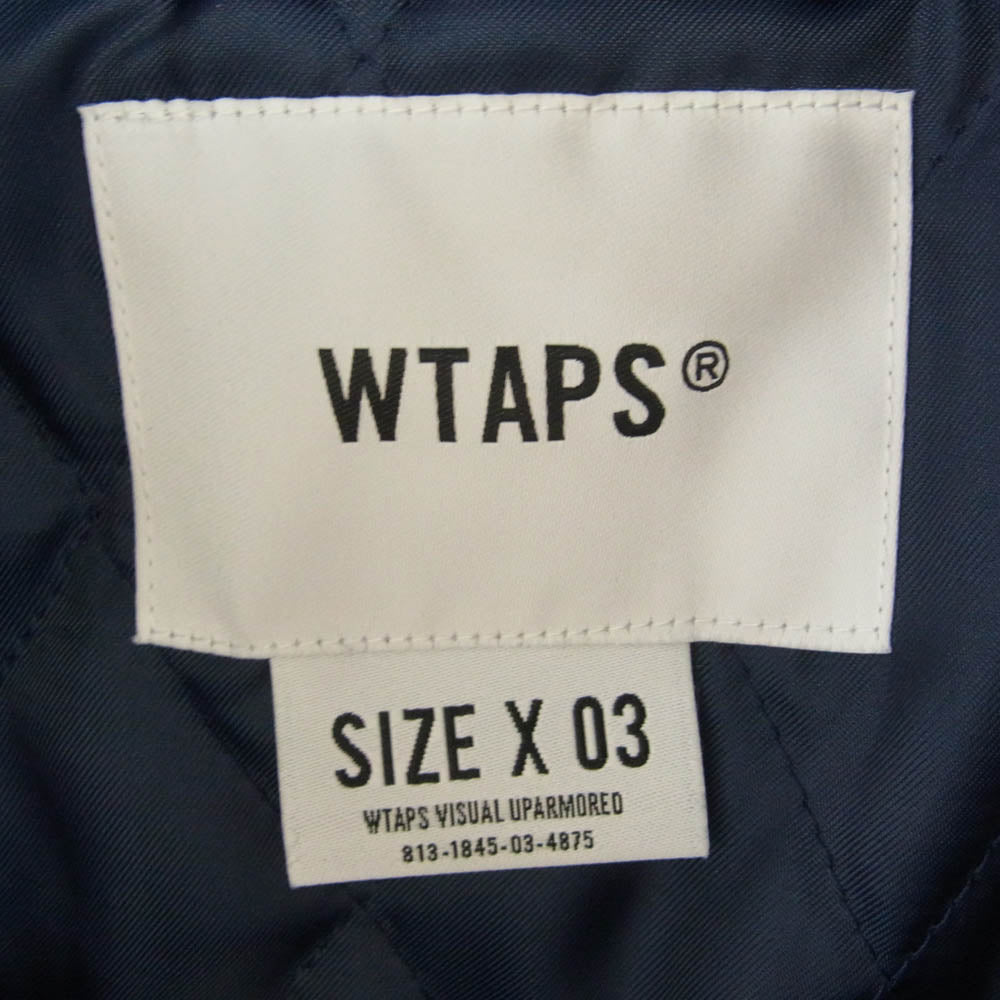 WTAPS®
SIZE X 03
WTAPS VISUAL UPARMORED
813-1845-03-4875